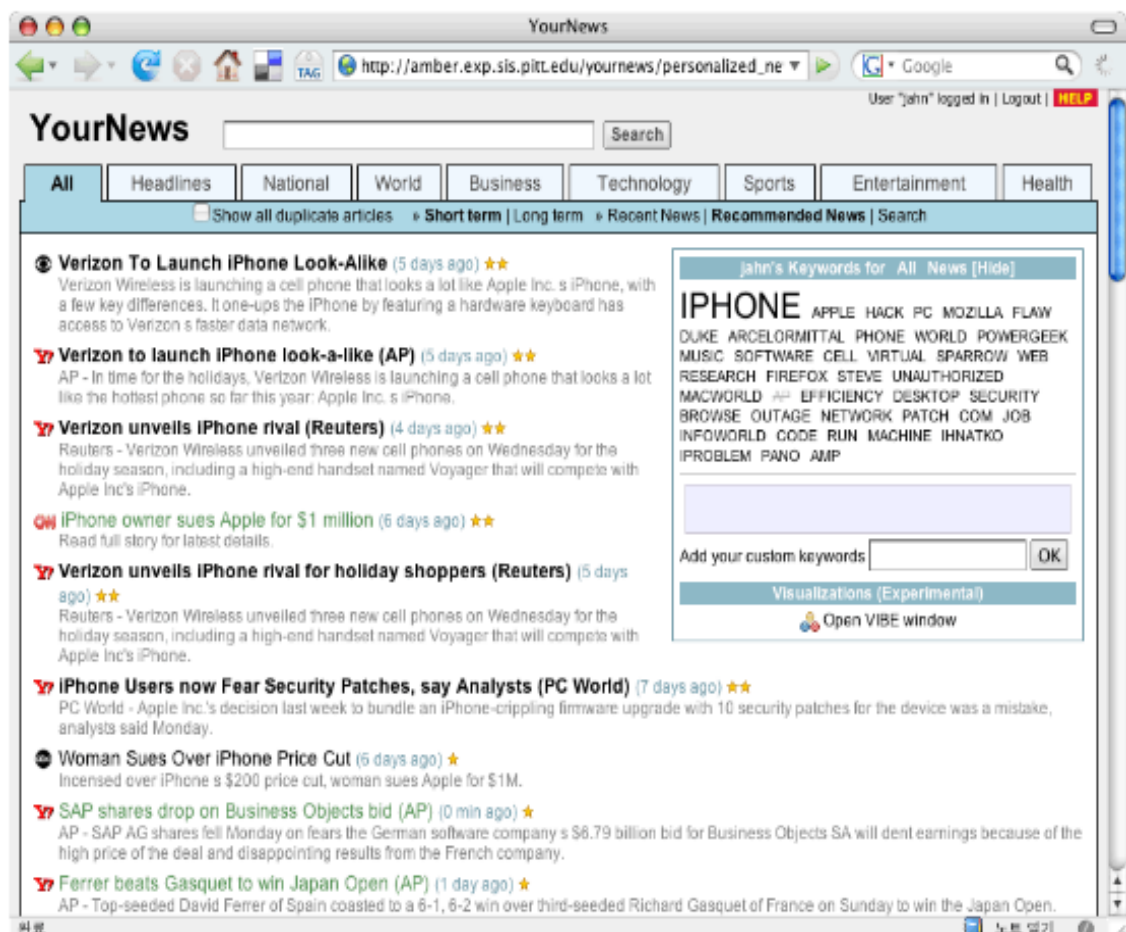 YourNews
TAG
http://amber.exp.sis.pitt.edu/yournews/personalized_ne
Google
User "jahn" logged in | Logout | HELP
YourNews
Search
All Headlines National World Business Technology Sports Entertainment Health
Show all duplicate articles » Short term | Long term » Recent News | Recommended News | Search
Verizon To Launch iPhone Look-Alike (5 days ago)
Verizon Wireless is launching a cell phone that looks a lot like Apple Inc. s iPhone, with
a few key differences. It one-ups the iPhone by featuring a hardware keyboard has
access to Verizon s faster data network.
Verizon to launch iPhone look-a-like (AP) (5 days ago)
AP - In time for the holidays, Verizon Wireless is launching a cell phone that looks a lot
like the hottest phone so far this year: Apple Inc. s iPhone.
Verizon unveils iPhone rival (Reuters) (4 days ago)
Reuters - Verizon Wireless unveiled three new cell phones on Wednesday for the
holiday season, including a high-end handset named Voyager that will compete with
Apple Inc's iPhone.
CNN iPhone owner sues Apple for $1 million (6 days ago)
Read full story for latest details.
Verizon unveils iPhone rival for holiday shoppers (Reuters) (5 days
ago)
Reuters - Verizon Wireless unveiled three new cell phones on Wednesday for the
holiday season, including a high-end handset named Voyager that will compete with
Apple Inc's iPhone.
iPhone Users now Fear Security Patches, say Analysts (PC World) (7 days ago)
PC World - Apple Inc.'s decision last week to bundle an iPhone-crippling firmware upgrade with 10 security patches for the device was a mistake,
analysts said Monday.
Woman Sues Over iPhone Price Cut (6 days ago)
Incensed over iPhone s $200 price cut, woman sues Apple for $1M.
SAP shares drop on Business Objects bid (AP) (0 min ago)
AP - SAP AG shares fell Monday on fears the German software company s $6.79 billion bid for Business Objects SA will dent earnings because of the
high price of the deal and disappointing results from the French company.
Ferrer beats Gasquet to win Japan Open (AP) (1 day ago)
AP - Top-seeded David Ferrer of Spain coasted to a 6-1, 6-2 win over third-seeded Richard Gasquet of France on Sunday to win the Japan Open.
jahn's Keywords for All News [Hide]
IPHONE APPLE HACK PC MOZILLA FLAW
DUKE ARCELORMITTAL PHONE WORLD POWERGEEK
MUSIC SOFTWARE CELL VIRTUAL SPARROW WEB
RESEARCH FIREFOX STEVE UNAUTHORIZED
MACWORLD AP EFFICIENCY DESKTOP SECURITY
BROWSE OUTAGE NETWORK PATCH COM JOB
INFOWORLD CODE RUN MACHINE IHNATKO
IPROBLEM PANO AMP
Add your custom keywords OK
Visualizations (Experimental)
Open VIBE window
완료
노트 열기